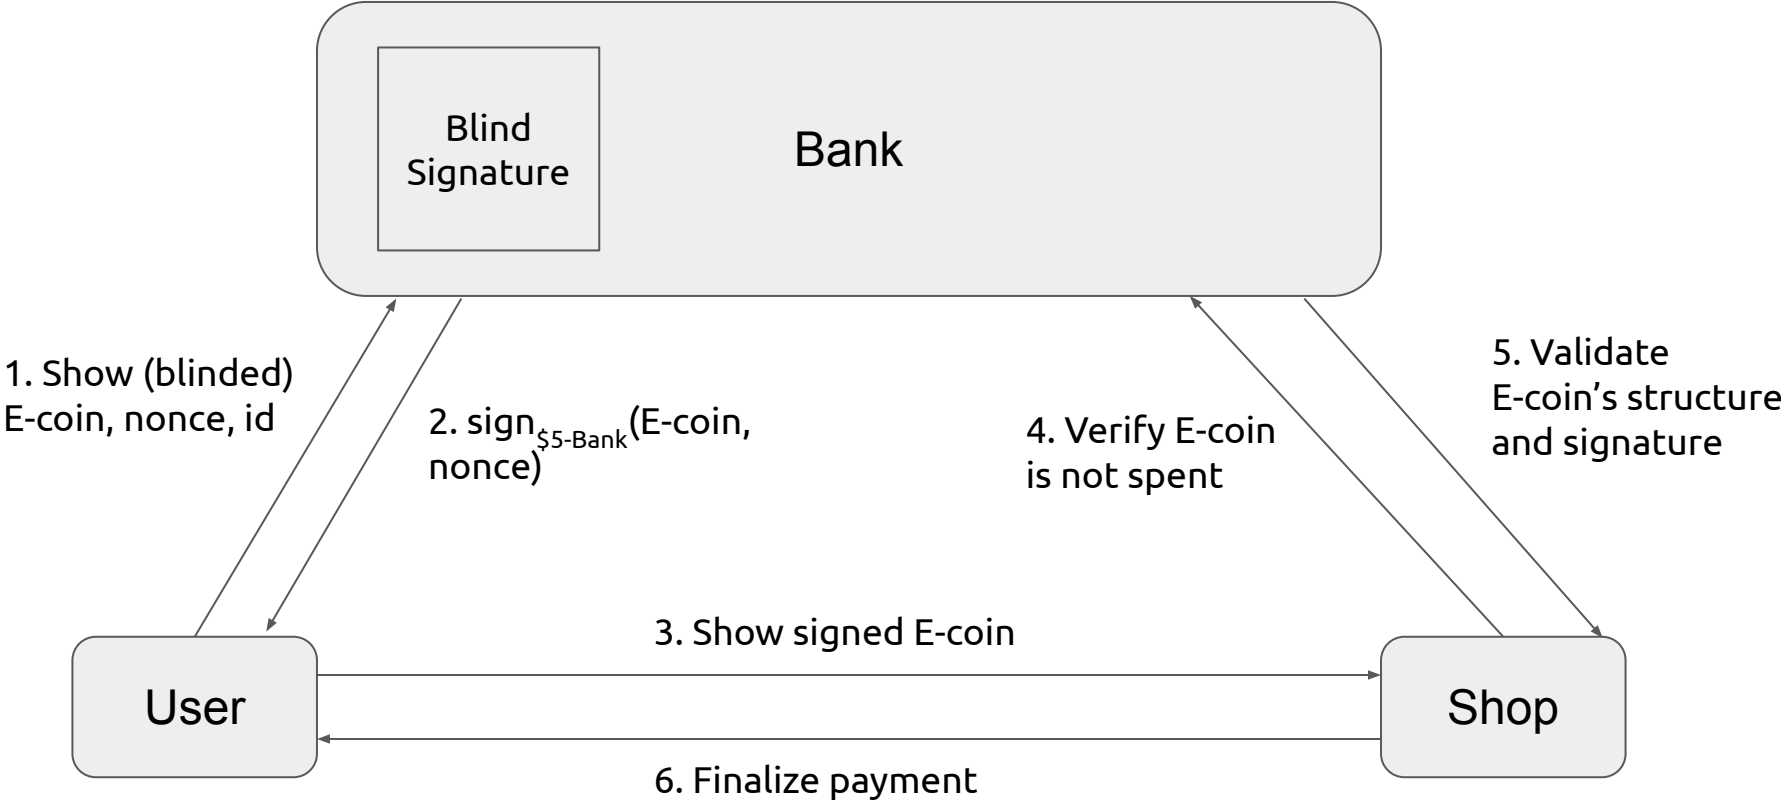 Blind
Signature
Bank
1. Show (blinded)
E-coin, nonce, id
2. sign$5-Bank(E-coin,
nonce)
4. Verify E-coin
is not spent
5. Validate
E-coin’s structure
and signature
3. Show signed E-coin
User
Shop
6. Finalize payment